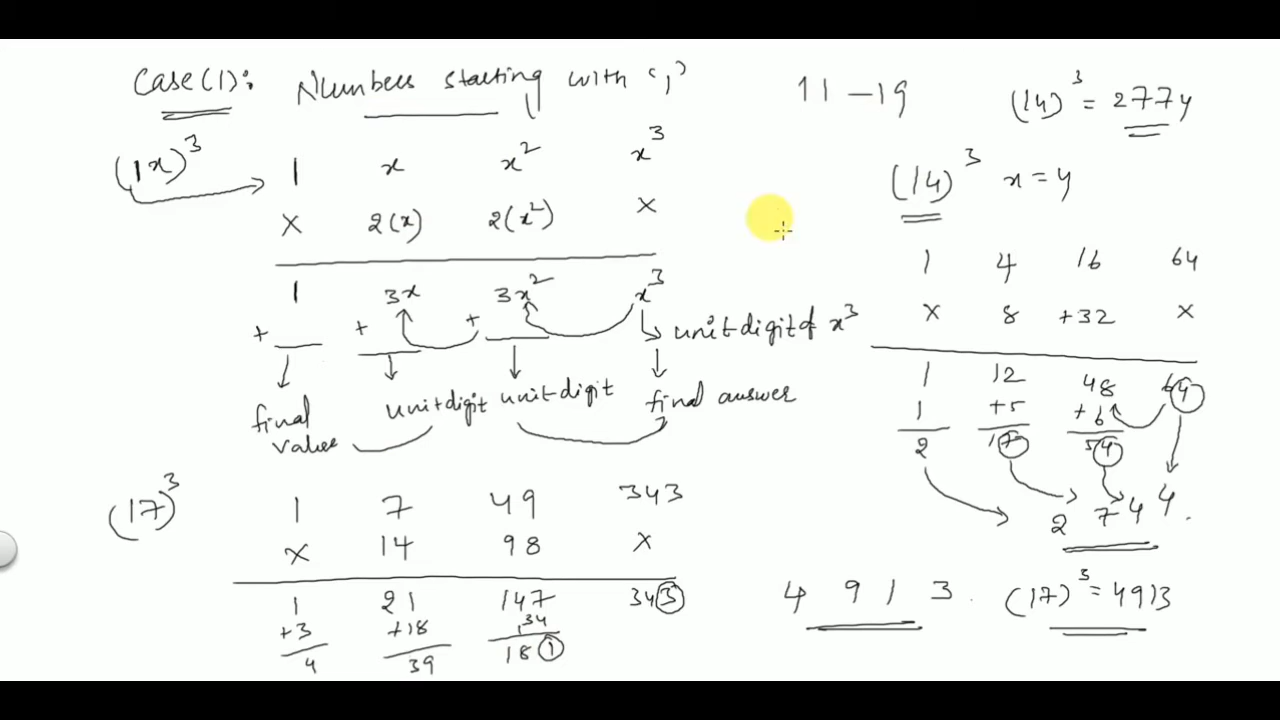 Case(1): Numbers starting with '1' 11 – 19
(1x)³
1 x x² x³
× 2(x) 2(x²) ×
1 3x 3x² x³
+ + +
unit digit of x³
final value unit digit unit digit final answer
(14)³ = 2774
(14)³ x = 4
1 4 16 64
× 8 +32 ×
1 12 48 64
1 +5 +6
2 17 54
2 7 4 4.
(17)³
1 7 49 343
× 14 98 ×
1 21 147 343
+3 +18 34
4 39 181
4 9 1 3. (17)³ = 4913